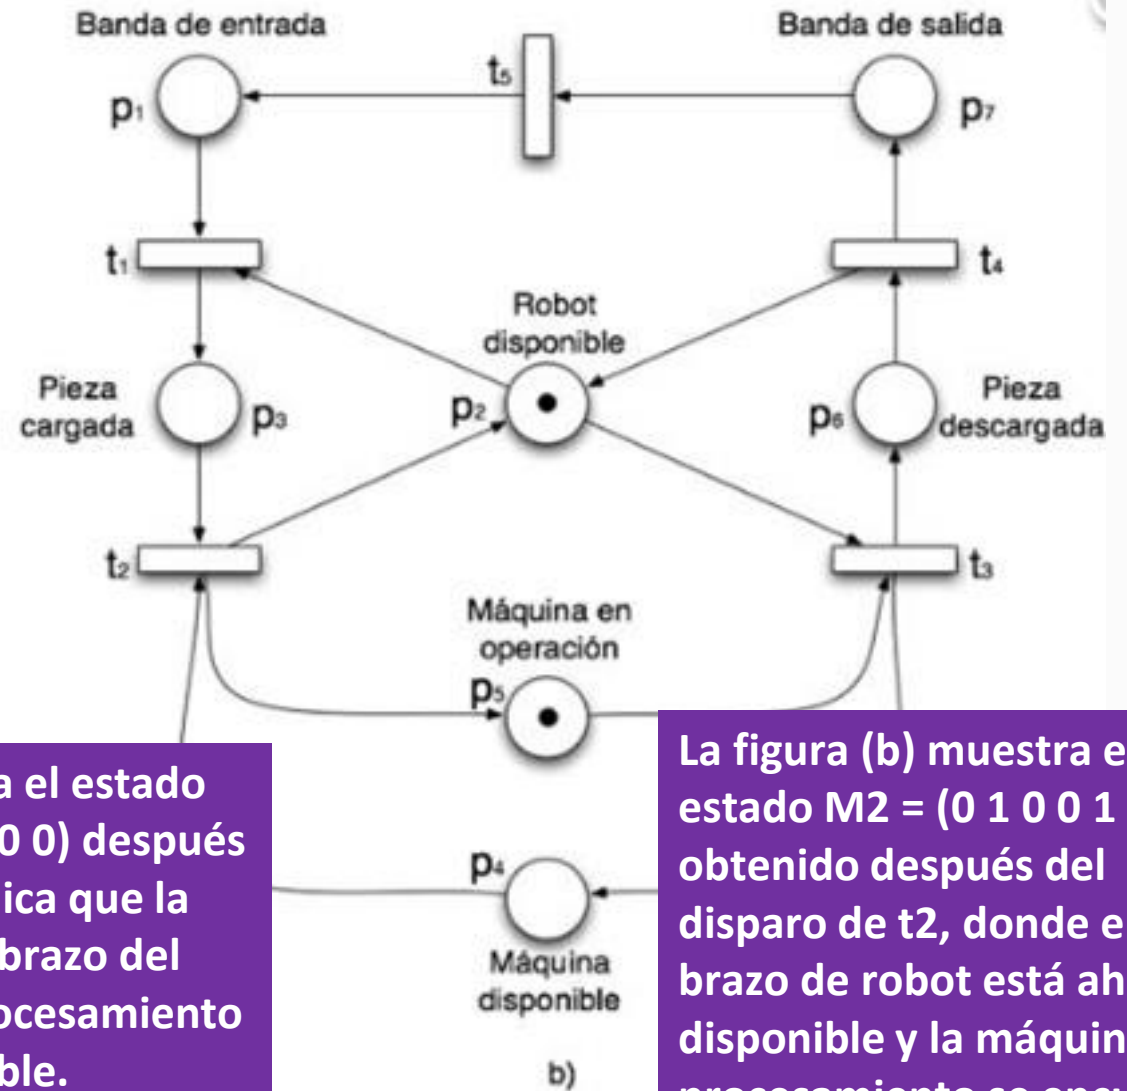 Banda de entrada
Banda de salida
t5
p1
p7
t1
t4
Robot
disponible
Pieza
cargada
p3
p2
p6
Pieza
descargada
t2
t3
Máquina en
operación
p5
a el estado
0 0) después
ica que la
brazo del
ocesamiento
ble.
p4
Máquina
disponible
b)
La figura (b) muestra e
estado M2 = (0 1 0 0 1
obtenido después del
disparo de t2, donde e
brazo de robot está ah
disponible y la máquin